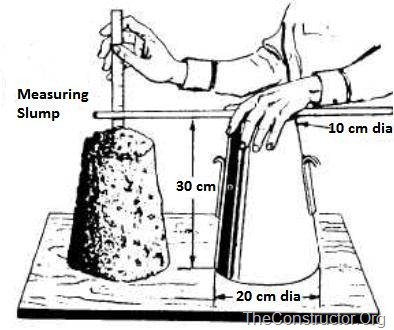 Measuring
Slump
10 cm dia
30 cm
20 cm dia
TheConstructor.Org